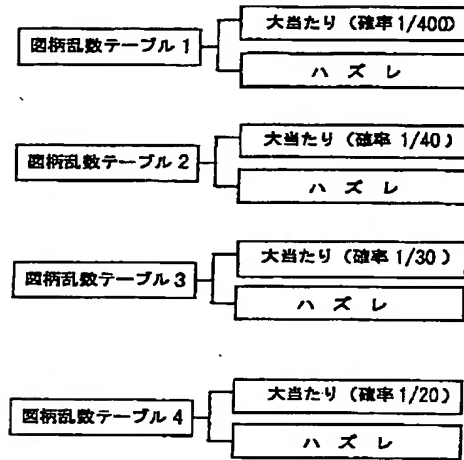 大当たり (確率1/400)
図柄乱数テーブル 1
ハ ズ レ
大当たり (確率 1/40 )
図柄乱数テーブル 2
ハ ズ レ
大当たり (確率 1/30 )
図柄乱数テーブル 3
ハ ズ レ
大当たり (確率 1/20)
図柄乱数テーブル 4
ハ ズ レ